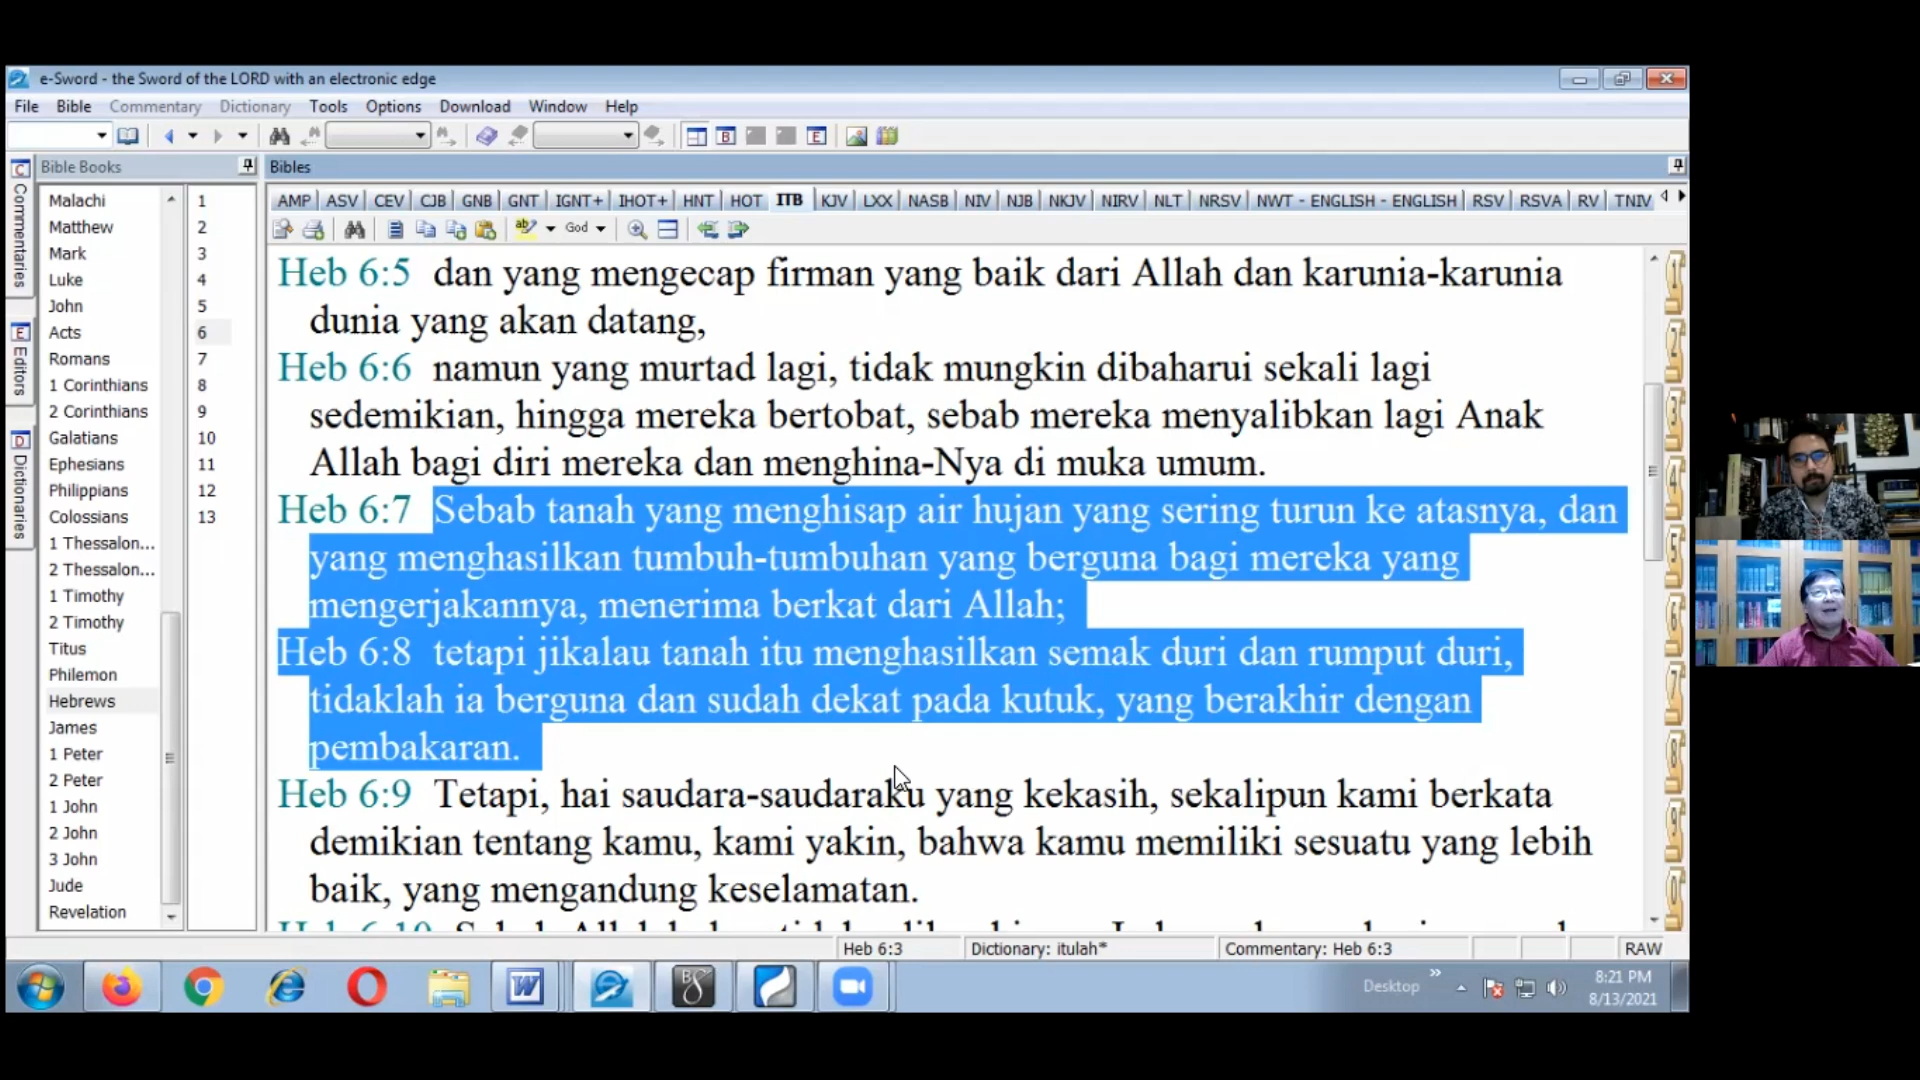 e-Sword - the Sword of the LORD with an electronic edge
File Bible Commentary Dictionary Tools Options Download Window Help
Bible Books
Bibles
AMP ASV CEV CJB GNB GNT IGNT+ IHOT+ HNT HOT ITB KJV LXX NASB NIV NJB NKJV NIRV NLT NRSV NWT - ENGLISH - ENGLISH RSV RSVA RV TNIV
God
Commentaries
Editors
Dictionaries
Malachi
Matthew
Mark
Luke
John
Acts
Romans
1 Corinthians
2 Corinthians
Galatians
Ephesians
Philippians
Colossians
1 Thessalon...
2 Thessalon...
1 Timothy
2 Timothy
Titus
Philemon
Hebrews
James
1 Peter
2 Peter
1 John
2 John
3 John
Jude
Revelation
1
2
3
4
5
6
7
8
9
10
11
12
13
Heb 6:5 dan yang mengecap firman yang baik dari Allah dan karunia-karunia
dunia yang akan datang,
Heb 6:6 namun yang murtad lagi, tidak mungkin dibaharui sekali lagi
sedemikian, hingga mereka bertobat, sebab mereka menyalibkan lagi Anak
Allah bagi diri mereka dan menghina-Nya di muka umum.
Heb 6:7 Sebab tanah yang menghisap air hujan yang sering turun ke atasnya, dan
yang menghasilkan tumbuh-tumbuhan yang berguna bagi mereka yang
mengerjakannya, menerima berkat dari Allah;
Heb 6:8 tetapi jikalau tanah itu menghasilkan semak duri dan rumput duri,
tidaklah ia berguna dan sudah dekat pada kutuk, yang berakhir dengan
pembakaran.
Heb 6:9 Tetapi, hai saudara-saudaraku yang kekasih, sekalipun kami berkata
demikian tentang kamu, kami yakin, bahwa kamu memiliki sesuatu yang lebih
baik, yang mengandung keselamatan.
1
2
3
4
5
6
7
8
9
0
Heb 6:3 Dictionary: itulah* Commentary: Heb 6:3 RAW
Desktop
8:21 PM
8/13/2021